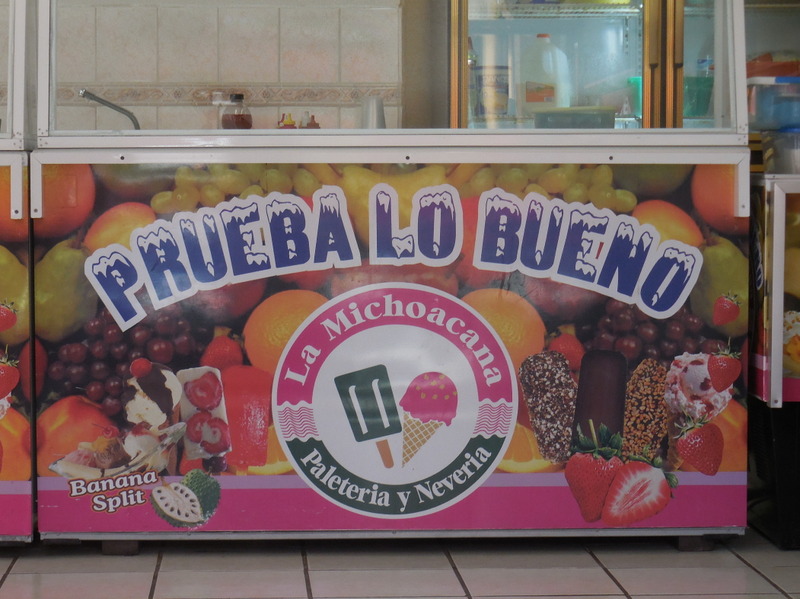 PRUEBA LO BUENO
La Michoacana
Paleteria y Neveria
Banana
Split